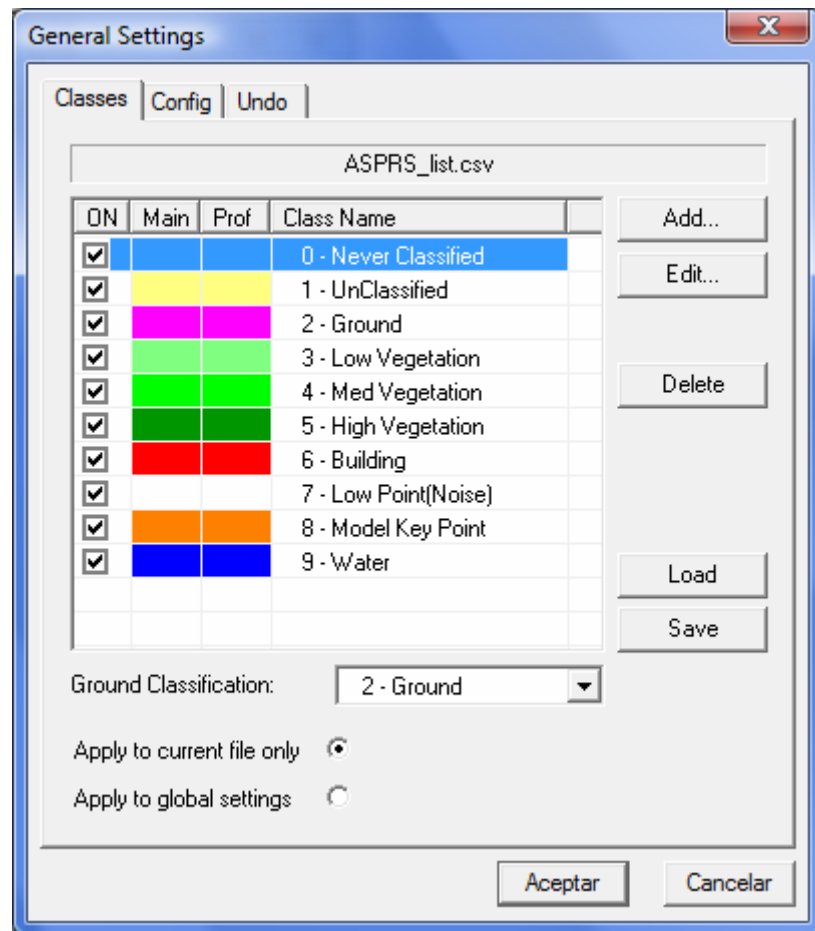 General Settings
Classes Config Undo
ASPRS_list.csv
ON Main Prof Class Name
0 - Never Classified
1 - UnClassified
2 - Ground
3 - Low Vegetation
4 - Med Vegetation
5 - High Vegetation
6 - Building
7 - Low Point(Noise)
8 - Model Key Point
9 - Water
Add...
Edit...
Delete
Load
Save
Ground Classification: 2 - Ground
Apply to current file only
Apply to global settings
Aceptar Cancelar